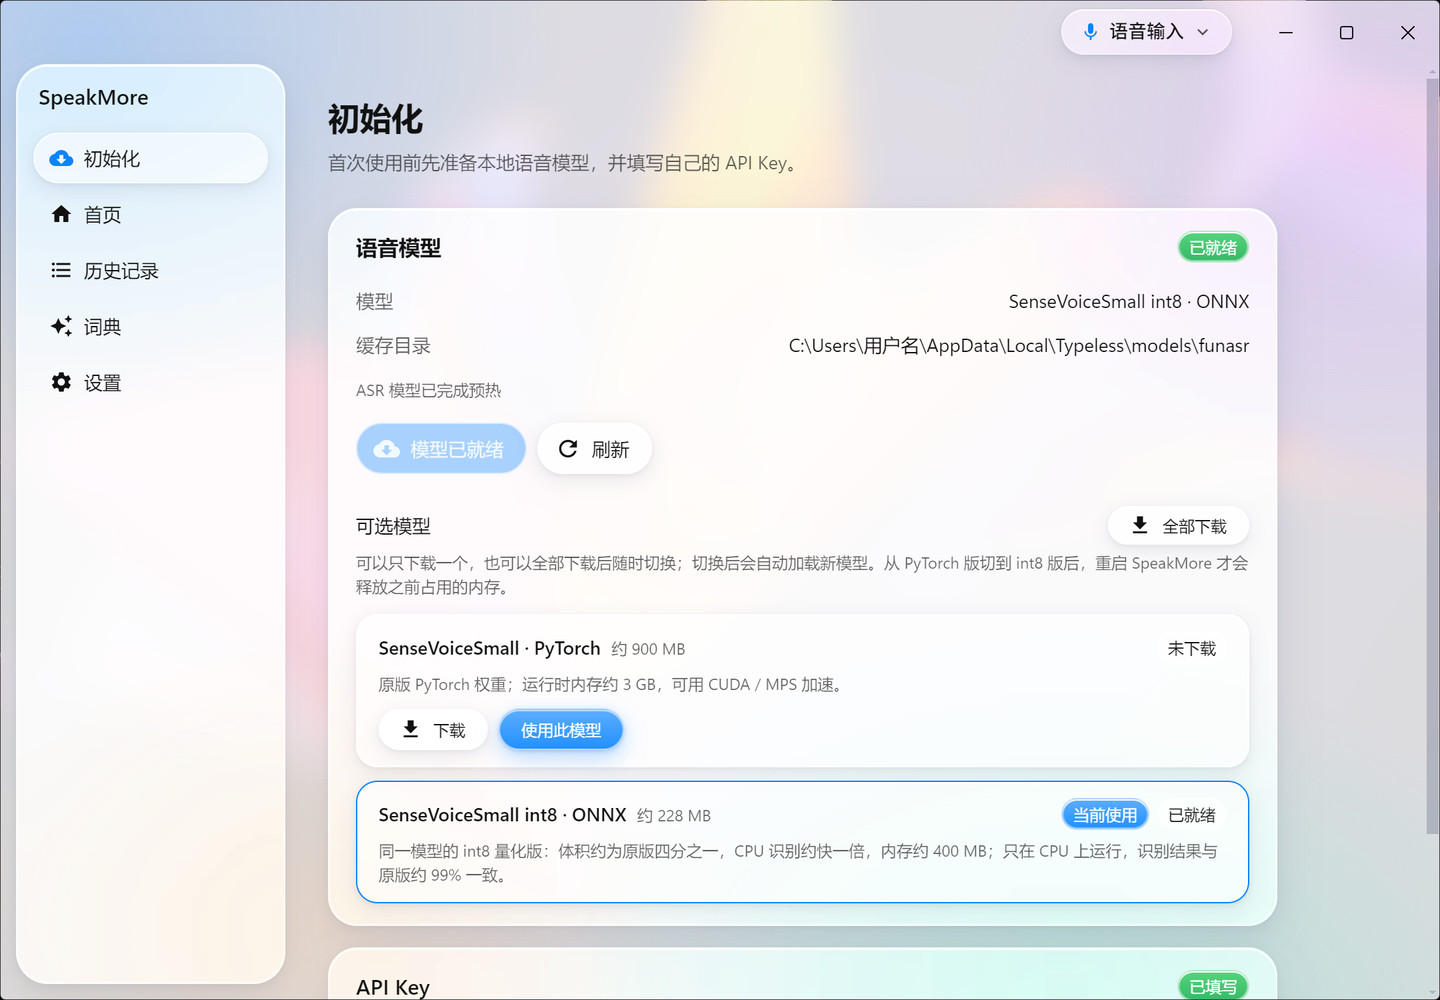 语音输入
SpeakMore
初始化
首页
历史记录
词典
设置
初始化
首次使用前先准备本地语音模型，并填写自己的 API Key。
语音模型
已就绪
模型
SenseVoiceSmall int8 · ONNX
缓存目录
C:\Users\用户名\AppData\Local\Typeless\models\funasr
ASR 模型已完成预热
模型已就绪
刷新
可选模型
全部下载
可以只下载一个，也可以全部下载后随时切换；切换后会自动加载新模型。从 PyTorch 版切到 int8 版后，重启 SpeakMore 才会
释放之前占用的内存。
SenseVoiceSmall · PyTorch 约 900 MB
未下载
原版 PyTorch 权重；运行时内存约 3 GB，可用 CUDA / MPS 加速。
下载
使用此模型
SenseVoiceSmall int8 · ONNX 约 228 MB
当前使用
已就绪
同一模型的 int8 量化版：体积约为原版四分之一，CPU 识别约快一倍，内存约 400 MB；只在 CPU 上运行，识别结果与
原版约 99% 一致。
API Key
已填写